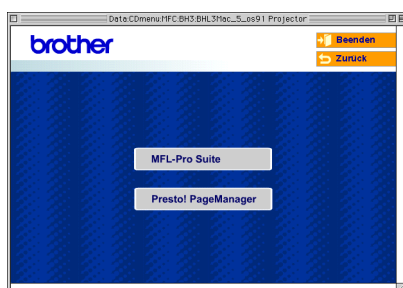 Data:CDmenu:MFC:BH3:BHL3Mac_5_os91 Projector
brother
Beenden
Zurück
MFL-Pro Suite
Presto! PageManager